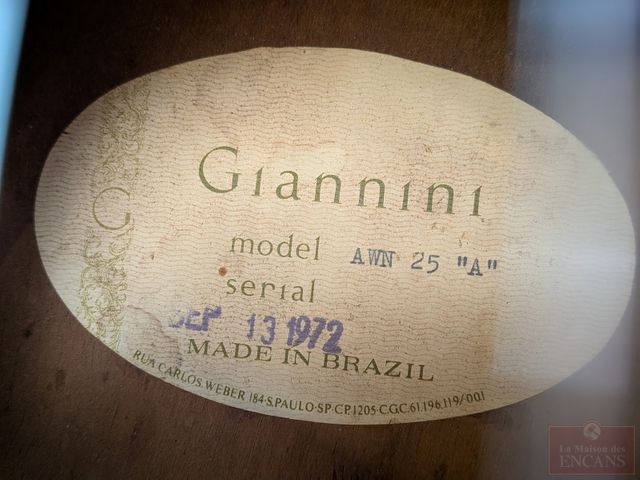 Giannini
model AWN 25 "A"
serial
SEP 13 1972
MADE IN BRAZIL
RUA CARLOS WEBER 184·S.PAULO·SP·C.P.1205·C.G.C.61.196.119/001
La Maison des
ENCANS